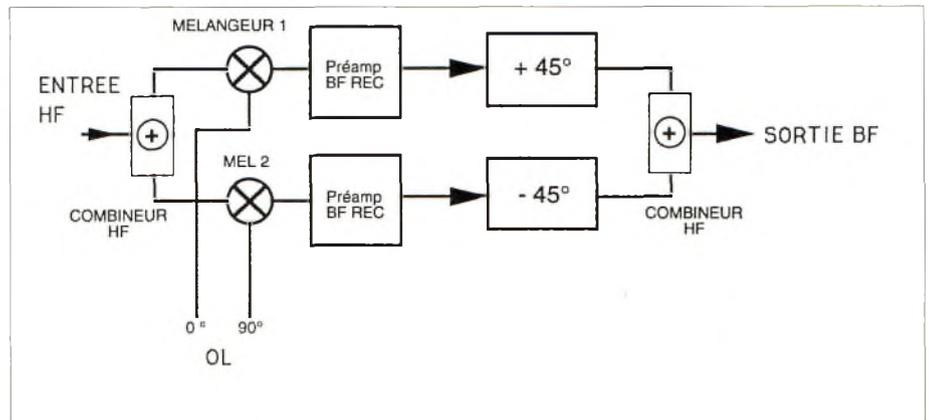 MELANGEUR 1
ENTREE
HF
+
Préamp
BF REC
+ 45°
+
SORTIE BF
MEL 2
COMBINEUR
HF
Préamp
BF REC
- 45°
COMBINEUR
HF
0° 90°
OL